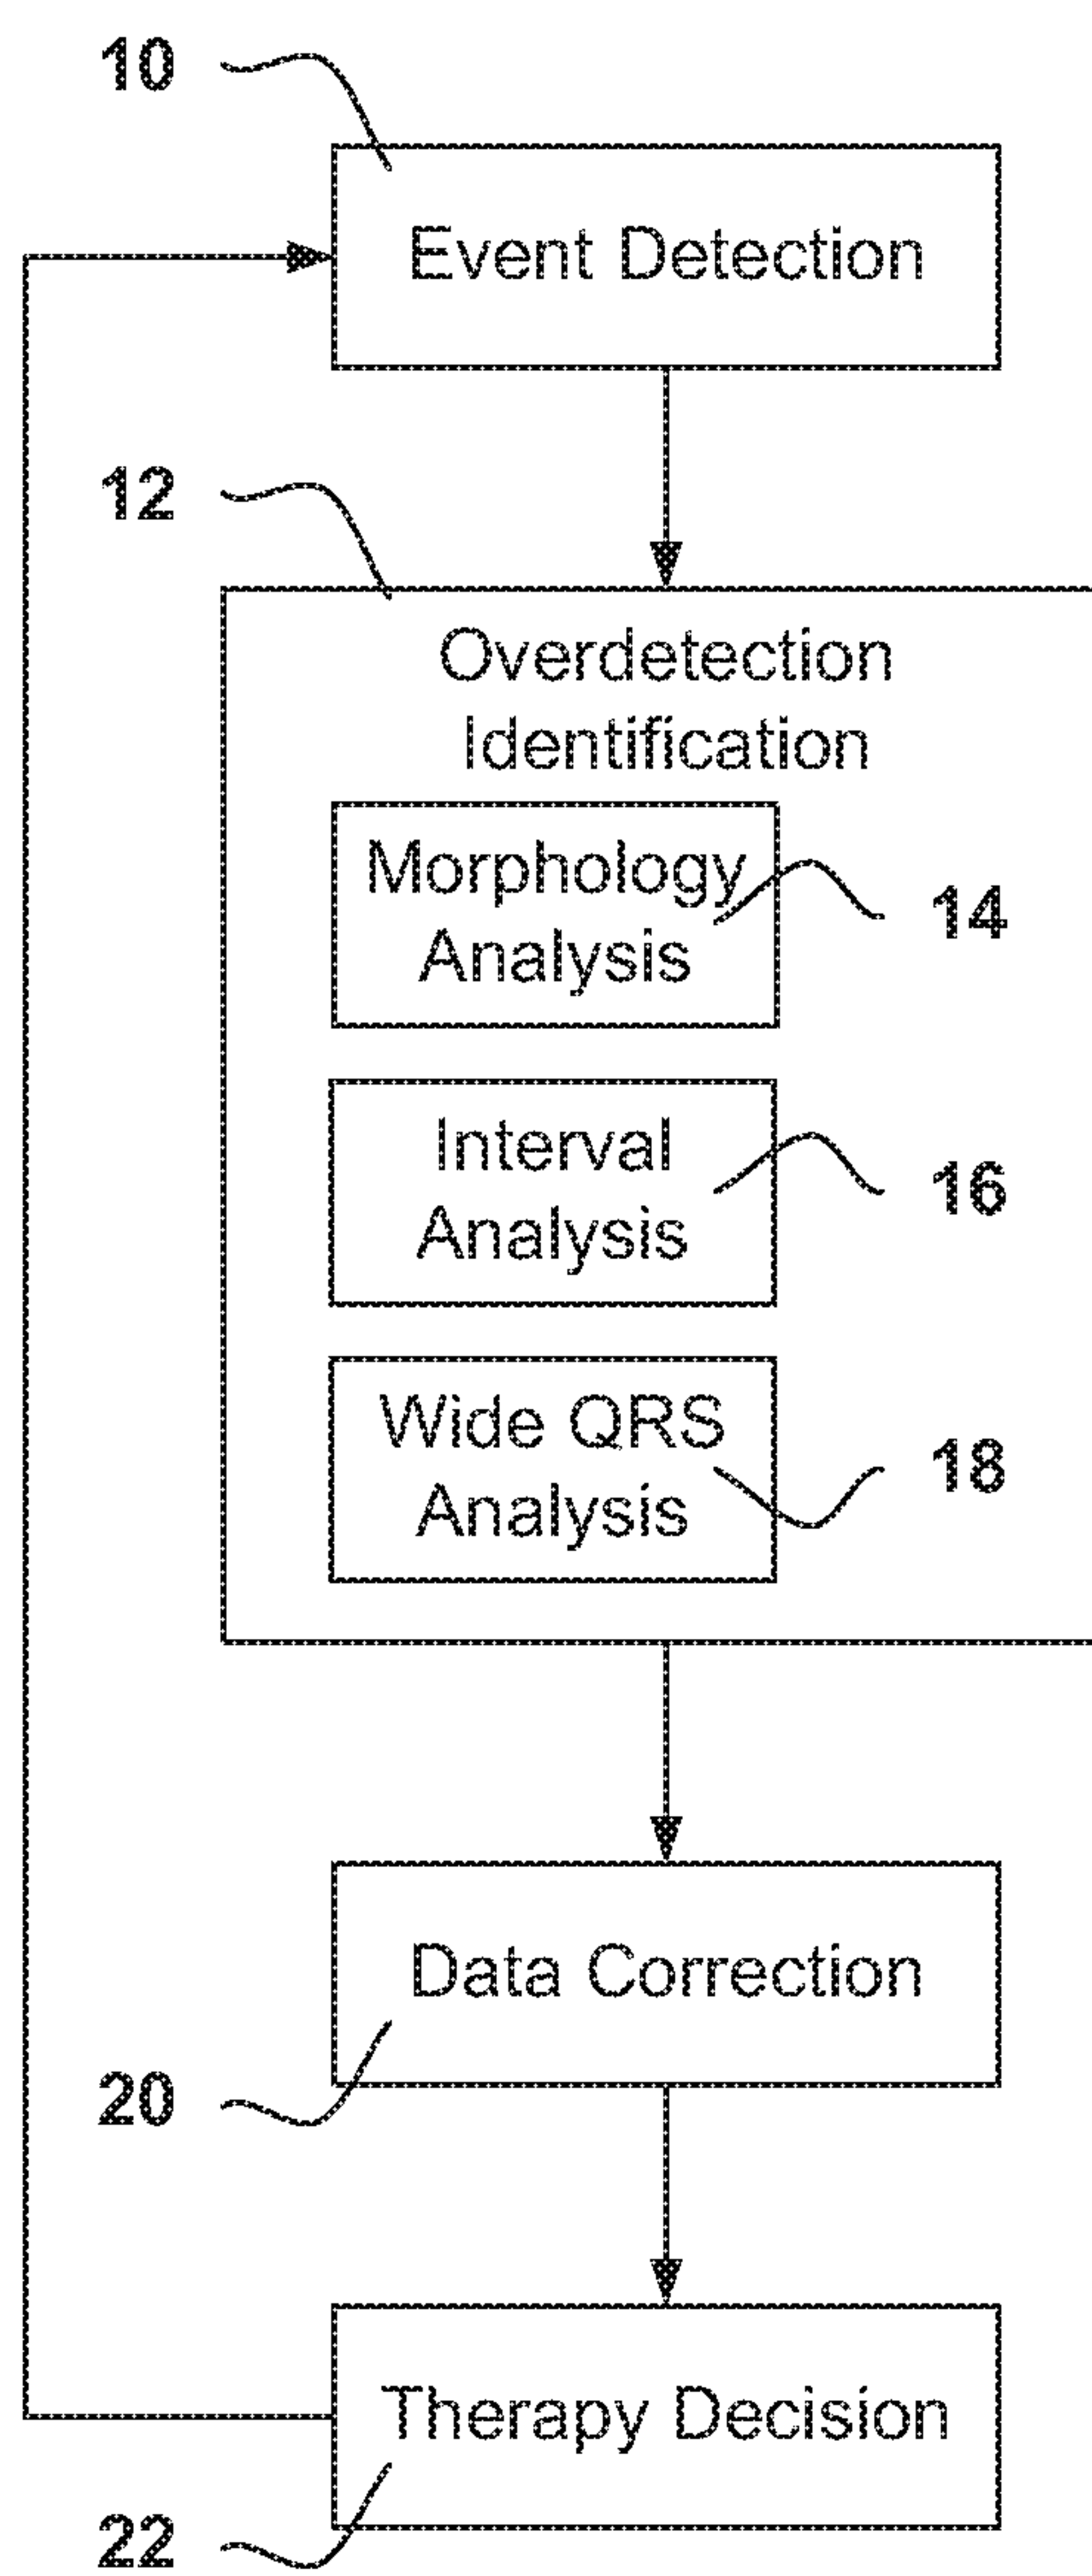 10
Event Detection
12
Overdetection
Identification
Morphology
Analysis
14
Interval
Analysis
16
Wide QRS
Analysis
18
Data Correction
20
Therapy Decision
22